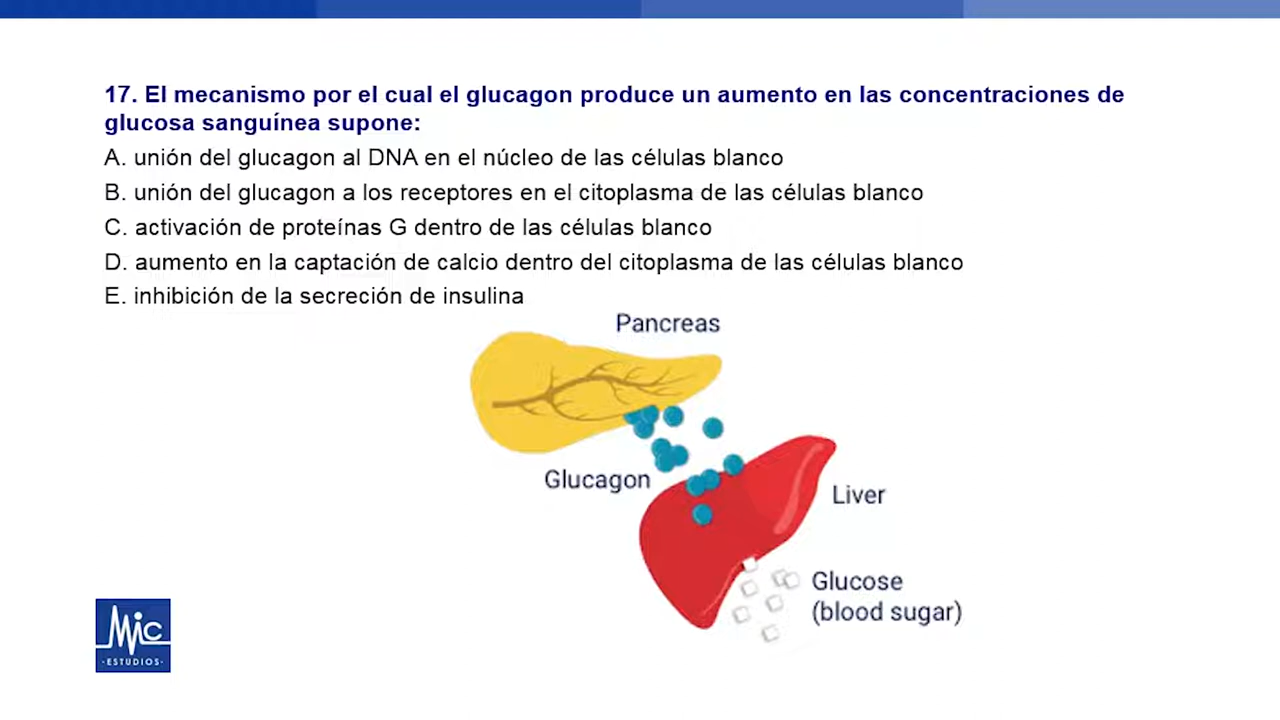 17. El mecanismo por el cual el glucagon produce un aumento en las concentraciones de
glucosa sanguínea supone:
A. unión del glucagon al DNA en el núcleo de las células blanco
B. unión del glucagon a los receptores en el citoplasma de las células blanco
C. activación de proteínas G dentro de las células blanco
D. aumento en la captación de calcio dentro del citoplasma de las células blanco
E. inhibición de la secreción de insulina
Pancreas
Glucagon
Liver
Glucose
(blood sugar)
Mic
·ESTUDIOS·